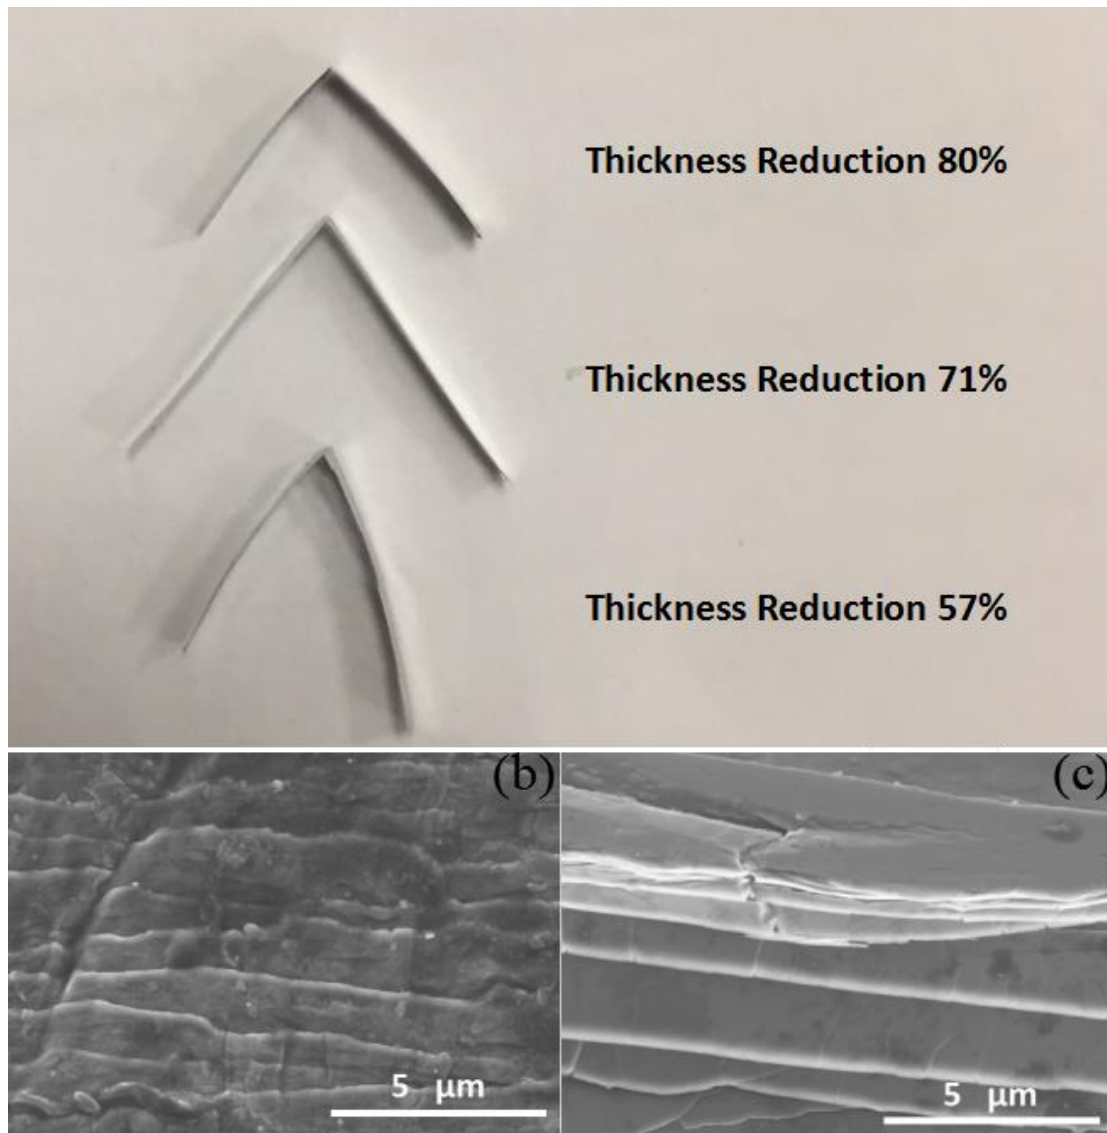 Thickness Reduction 80%
Thickness Reduction 71%
Thickness Reduction 57%
(b)
(c)
5 μm
5 μm